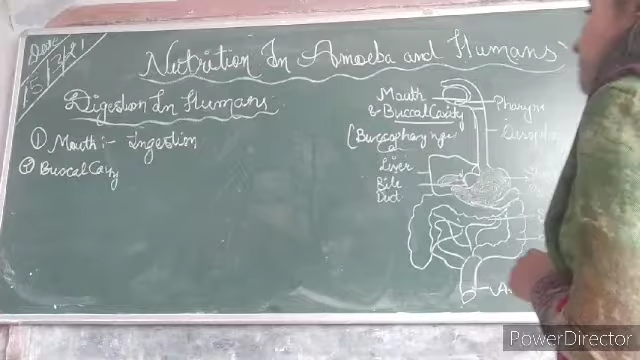 Date
15/3/21
Nutrition In Amoeba and Humans
Digestion In Humans
① Mouth:- Ingestion
② Buccal Cavity
Mouth
& Buccal Cavity
Liver
Bile
Duct
Pharynx
PowerDirector